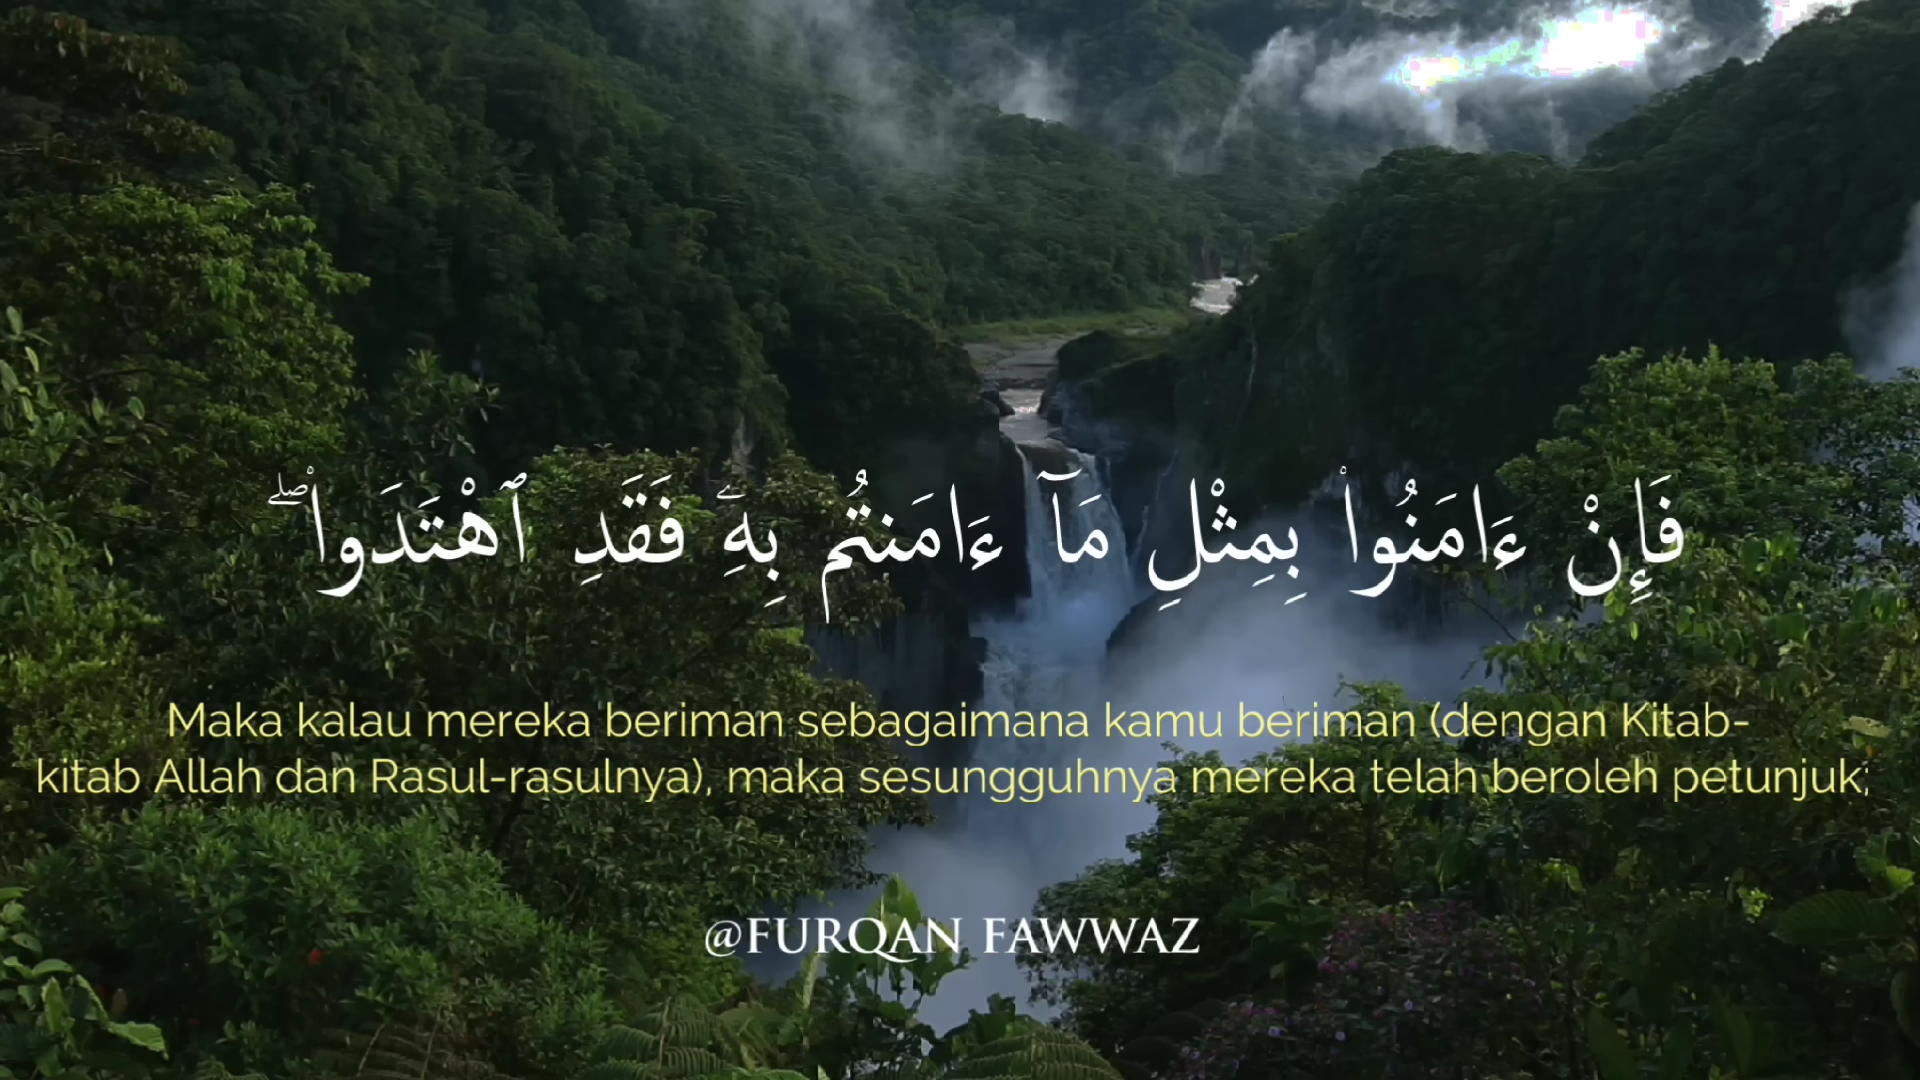 فَإِنْ ءَامَنُوا۟ بِمِثْلِ مَآ ءَامَنتُم بِهِۦ فَقَدِ ٱهْتَدَوا۟ ۖ
Maka kalau mereka beriman sebagaimana kamu beriman (dengan Kitab-
kitab Allah dan Rasul-rasulnya), maka sesungguhnya mereka telah beroleh petunjuk;
@FURQAN FAWWAZ